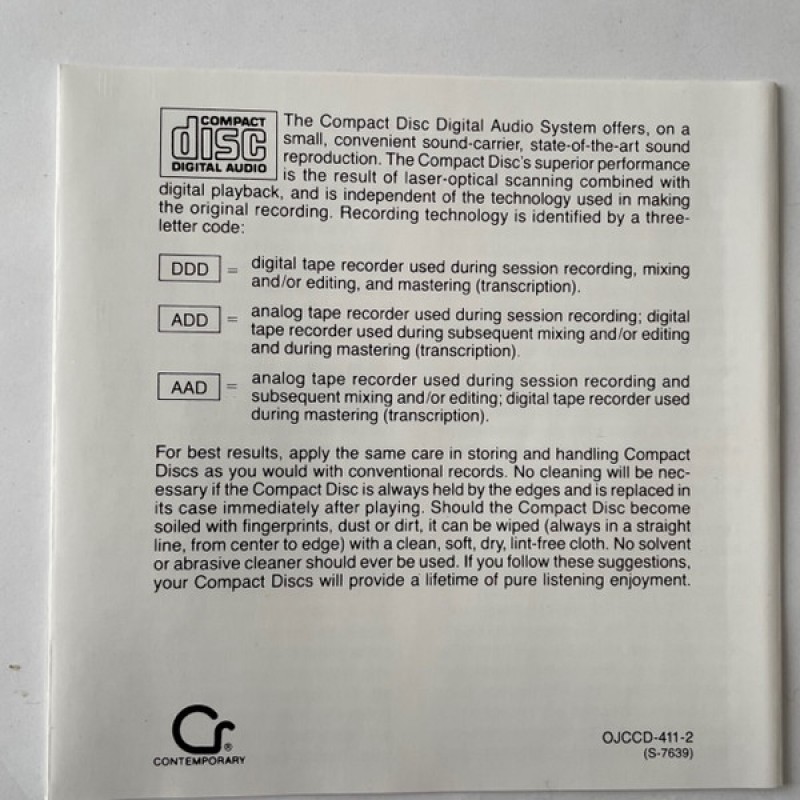 COMPACT
disc
DIGITAL AUDIO
The Compact Disc Digital Audio System offers, on a
small, convenient sound-carrier, state-of-the-art sound
reproduction. The Compact Disc's superior performance
is the result of laser-optical scanning combined with
digital playback, and is independent of the technology used in making
the original recording. Recording technology is identified by a three-
letter code:
DDD = digital tape recorder used during session recording, mixing
and/or editing, and mastering (transcription).
ADD = analog tape recorder used during session recording; digital
tape recorder used during subsequent mixing and/or editing
and during mastering (transcription).
AAD = analog tape recorder used during session recording and
subsequent mixing and/or editing; digital tape recorder used
during mastering (transcription).
For best results, apply the same care in storing and handling Compact
Discs as you would with conventional records. No cleaning will be nec-
essary if the Compact Disc is always held by the edges and is replaced in
its case immediately after playing. Should the Compact Disc become
soiled with fingerprints, dust or dirt, it can be wiped (always in a straight
line, from center to edge) with a clean, soft, dry, lint-free cloth. No solvent
or abrasive cleaner should ever be used. If you follow these suggestions,
your Compact Discs will provide a lifetime of pure listening enjoyment.
Cr®
CONTEMPORARY
OJCCD-411-2
(S-7639)